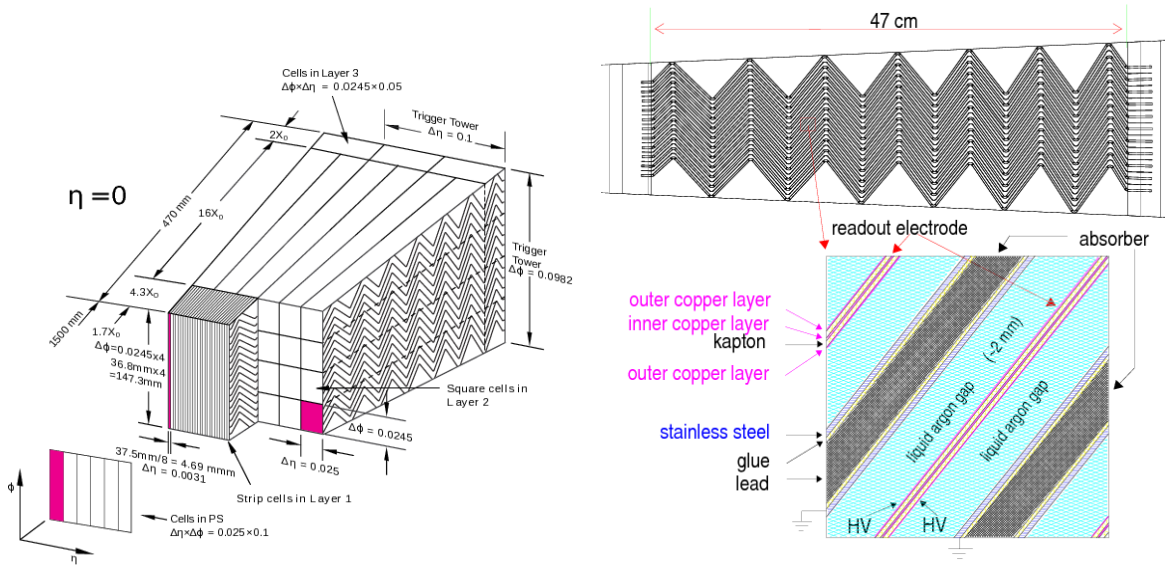 Cells in Layer 3
Δϕ×Δη = 0.0245×0.05
Trigger
Tower
Δη = 0.1
2X₀
η = 0
470 mm
16X₀
Trigger
Tower
Δϕ = 0.0982
4.3X₀
1500 mm
1.7X₀
Δϕ=0.0245x4
36.8mmx4
=147.3mm
Square cells in
Layer 2
Δϕ = 0.0245
Δη = 0.025
37.5mm/8 = 4.69 mmm
Δη = 0.0031
Strip cells in Layer 1
ϕ
Cells in PS
Δη×Δϕ = 0.025×0.1
η
47 cm
readout electrode
absorber
outer copper layer
inner copper layer
kapton
outer copper layer
(~2 mm)
liquid argon gap
liquid argon gap
stainless steel
glue
lead
HV
HV